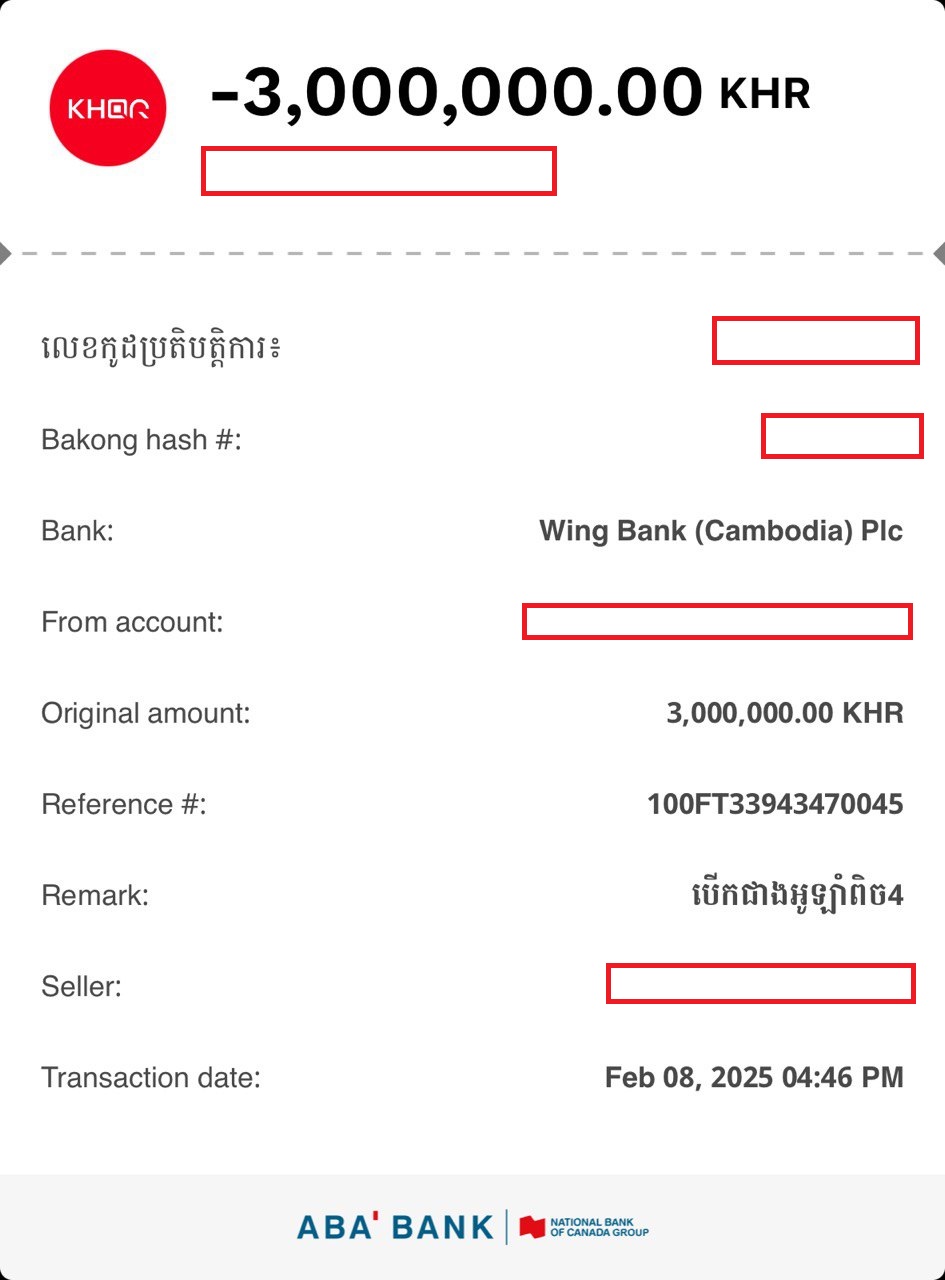 KHQR
-3,000,000.00 KHR
លេខកូដប្រតិបត្តិការ៖
Bakong hash #:
Bank: Wing Bank (Cambodia) Plc
From account:
Original amount: 3,000,000.00 KHR
Reference #: 100FT33943470045
Remark: បើកជាងអូឡាំពិច4
Seller:
Transaction date: Feb 08, 2025 04:46 PM
ABA' BANK | NATIONAL BANK
OF CANADA GROUP